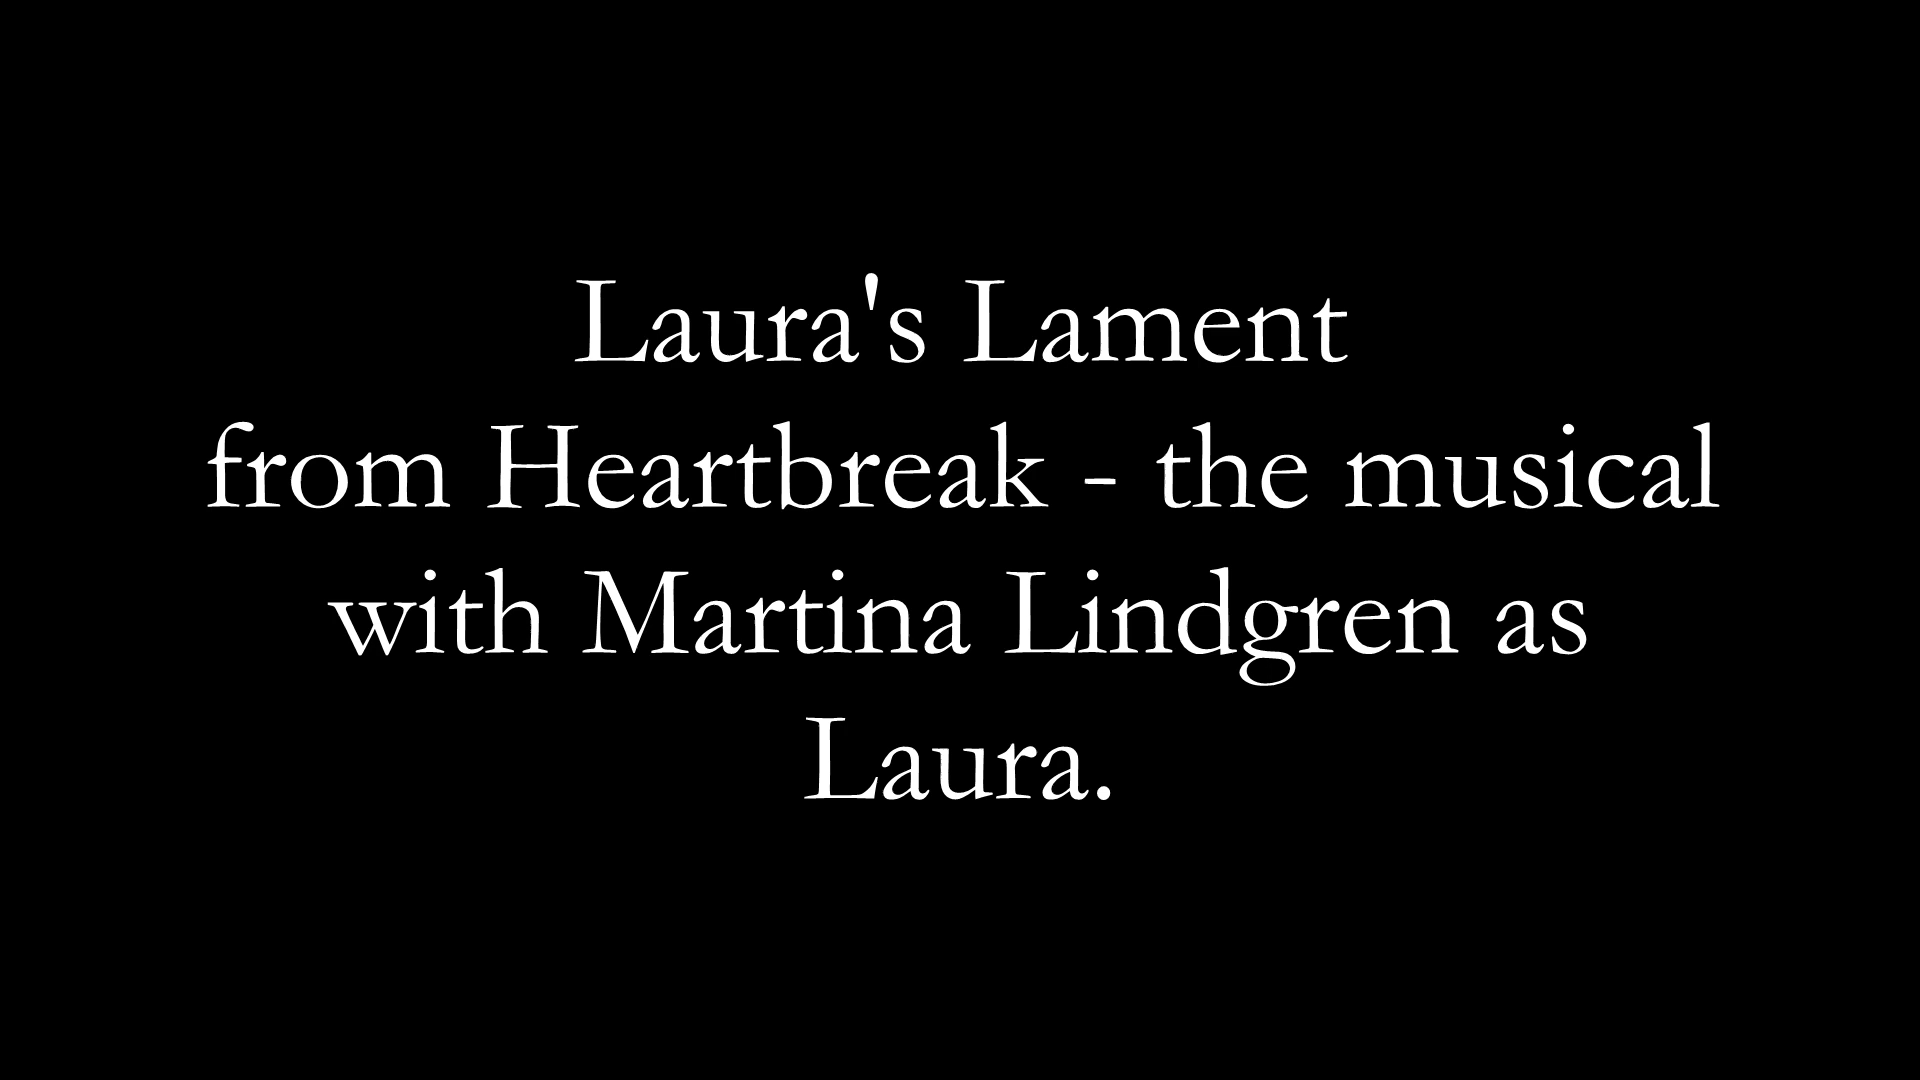 Laura's Lament
from Heartbreak - the musical
with Martina Lindgren as
Laura.